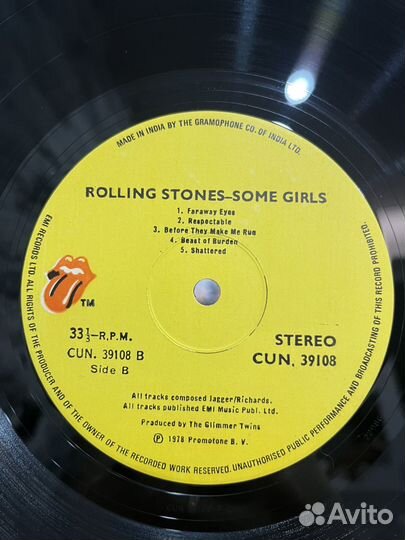 MADE IN INDIA BY THE GRAMOPHONE CO. OF INDIA LTD.
ROLLING STONES–SOME GIRLS
1. Faraway Eyes
2. Respectable
3. Before They Make Me Run
4. Beast of Burden
5. Shattered
TM
33⅓–R.P.M.
CUN. 39108 B
Side B
STEREO
CUN, 39108
All tracks composed Jagger/Richards.
All tracks published EMI Music Publ. Ltd.
Produced by The Glimmer Twins
Ⓟ 1978 Promotone B. V.
EMI RECORDS LTD. ALL RIGHTS OF THE PRODUCER AND OF THE OWNER OF THE RECORDED WORK RESERVED. UNAUTHORISED PUBLIC PERFORMANCE AND BROADCASTING OF THIS RECORD PROHIBITED.
Avito